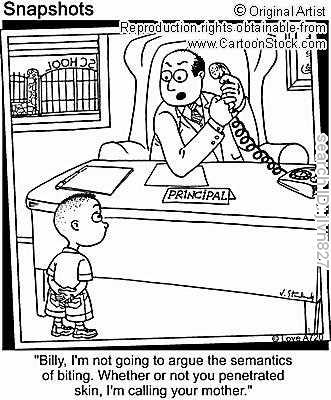 Snapshots
© Original Artist
Reproduction rights obtainable from
www.CartoonStock.com
SCHOOL
PRINCIPAL
© Love
"Billy, I'm not going to argue the semantics
of biting. Whether or not you penetrated
skin, I'm calling your mother."